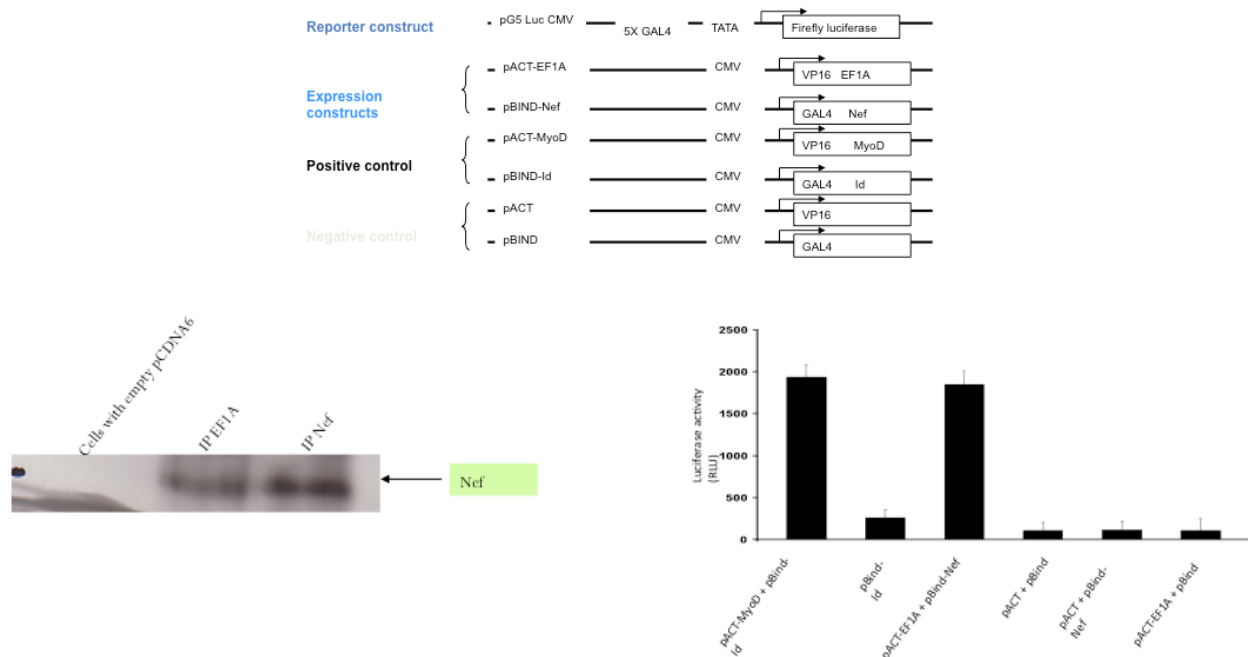 Reporter construct
pG5 Luc CMV
5X GAL4
TATA
Firefly luciferase
Expression
constructs
pACT-EF1A
CMV
VP16 EF1A
pBIND-Nef
CMV
GAL4 Nef
Positive control
pACT-MyoD
CMV
VP16 MyoD
pBIND-Id
CMV
GAL4 Id
Negative control
pACT
CMV
VP16
pBIND
CMV
GAL4
Cells with empty pCDNA6
IP EF1A
IP Nef
Nef
Luciferase activity
(RLU)
2500
2000
1500
1000
500
0
pACT-MyoD + pBind-
Id
pBind-
Id
pACT-EF1A + pBind-Nef
pACT + pBind
pACT + pBind-
Nef
pACT-EF1A + pBind